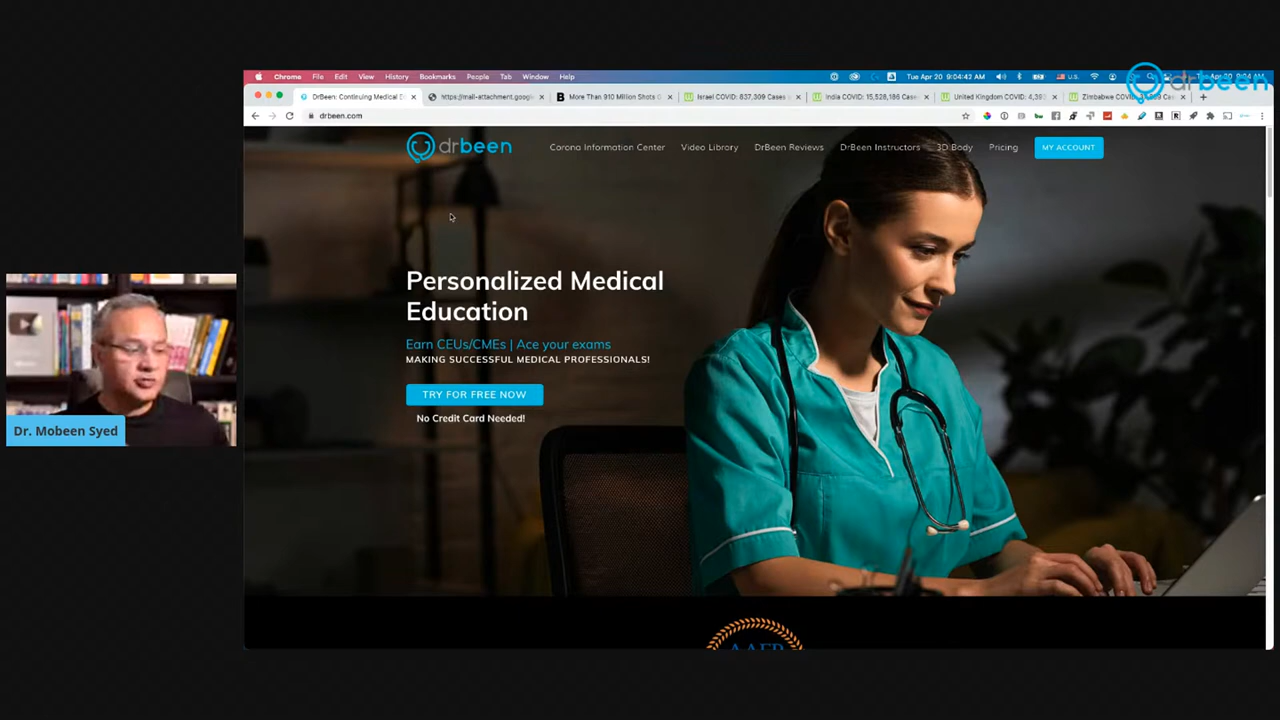 Chrome File Edit View History Bookmarks People Tab Window Help
U.S. Tue Apr 20 9:04:42 AM
DrBeen: Continuing Medical E
https://mail-attachment.google
More Than 910 Million Shots
Israel COVID: 837,309 Cases
India COVID: 15,528,186 Case
United Kingdom COVID: 4,39
Zimbabwe
drbeen
drbeen.com
drbeen
Corona Information Center
Video Library
DrBeen Reviews
DrBeen Instructors
3D Body
Pricing
MY ACCOUNT
Personalized Medical
Education
Earn CEUs/CMEs | Ace your exams
MAKING SUCCESSFUL MEDICAL PROFESSIONALS!
TRY FOR FREE NOW
No Credit Card Needed!
Dr. Mobeen Syed
AAFP